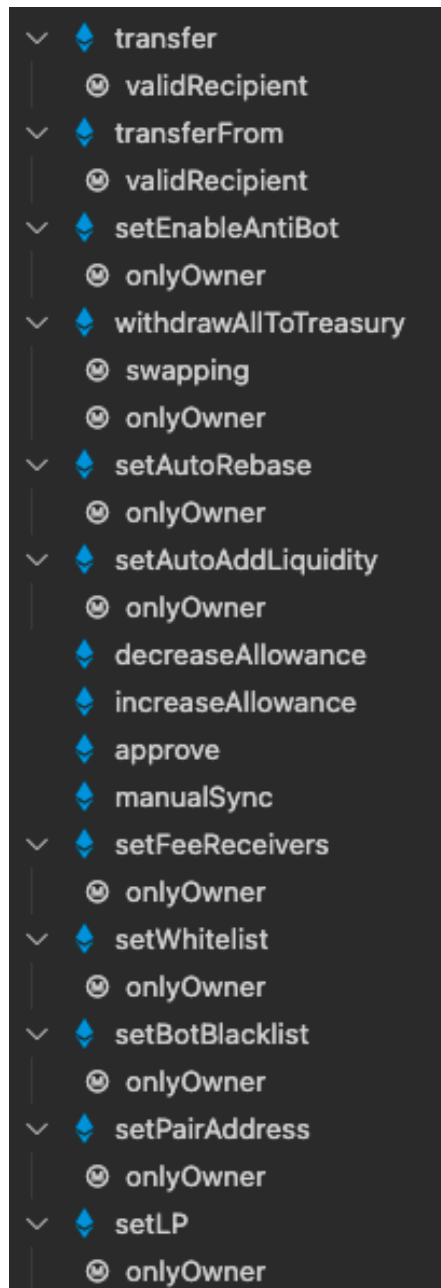 transfer
validRecipient
transferFrom
validRecipient
setEnableAntiBot
onlyOwner
withdrawAllToTreasury
swapping
onlyOwner
setAutoRebase
onlyOwner
setAutoAddLiquidity
onlyOwner
decreaseAllowance
increaseAllowance
approve
manualSync
setFeeReceivers
onlyOwner
setWhitelist
onlyOwner
setBotBlacklist
onlyOwner
setPairAddress
onlyOwner
setLP
onlyOwner